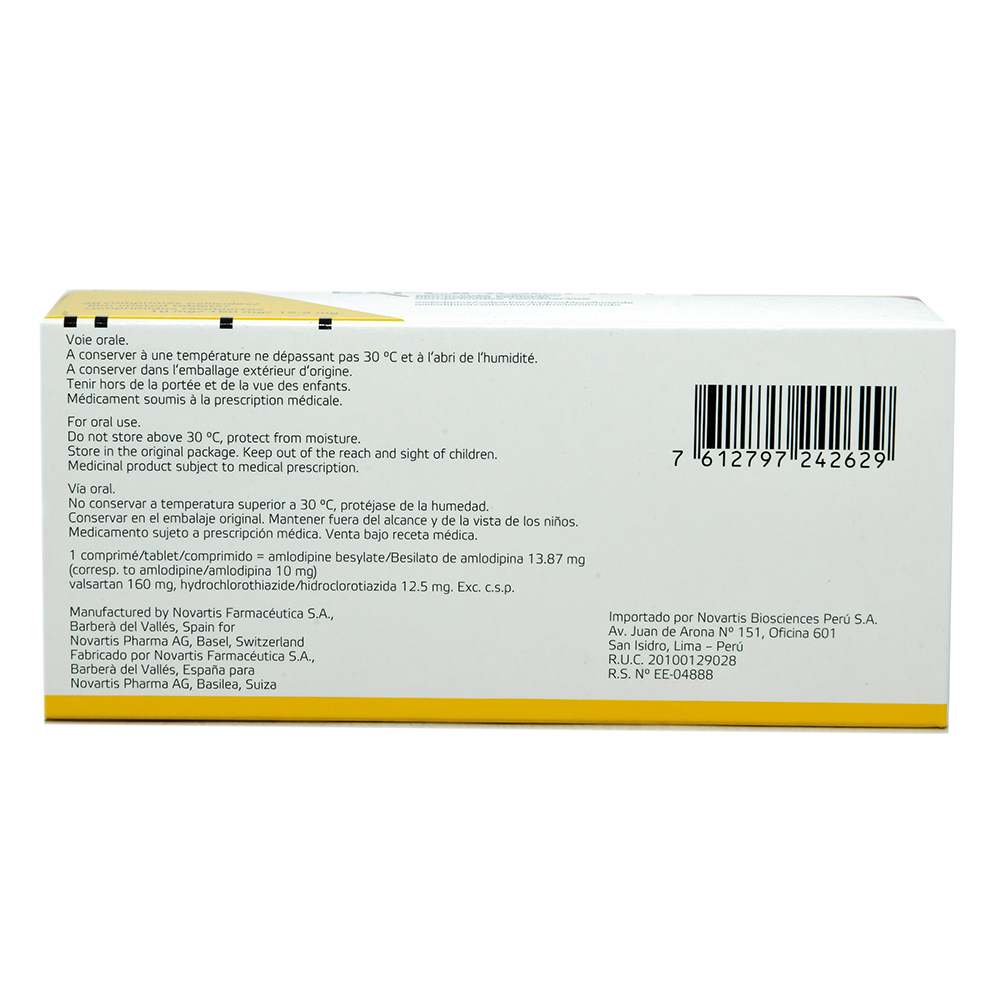 10 mg/ 160 mg/ 12.5 mg
Voie orale.
A conserver à une température ne dépassant pas 30 ºC et à l'abri de l'humidité.
A conserver dans l'emballage extérieur d'origine.
Tenir hors de la portée et de la vue des enfants.
Médicament soumis à la prescription médicale.
For oral use.
Do not store above 30 ºC, protect from moisture.
Store in the original package. Keep out of the reach and sight of children.
Medicinal product subject to medical prescription.
Vía oral.
No conservar a temperatura superior a 30 ºC, protéjase de la humedad.
Conservar en el embalaje original. Mantener fuera del alcance y de la vista de los niños.
Medicamento sujeto a prescripción médica. Venta bajo receta médica.
1 comprimé/tablet/comprimido = amlodipine besylate/Besilato de amlodipina 13.87 mg
(corresp. to amlodipine/amlodipina 10 mg)
valsartan 160 mg, hydrochlorothiazide/hidroclorotiazida 12.5 mg. Exc. c.s.p.
Manufactured by Novartis Farmacéutica S.A.,
Barberà del Vallés, Spain for
Novartis Pharma AG, Basel, Switzerland
Fabricado por Novartis Farmacéutica S.A.,
Barberà del Vallés, España para
Novartis Pharma AG, Basilea, Suiza
7 612797 242629
Importado por Novartis Biosciences Perú S.A.
Av. Juan de Arona Nº 151, Oficina 601
San Isidro, Lima – Perú
R.U.C. 20100129028
R.S. Nº EE-04888